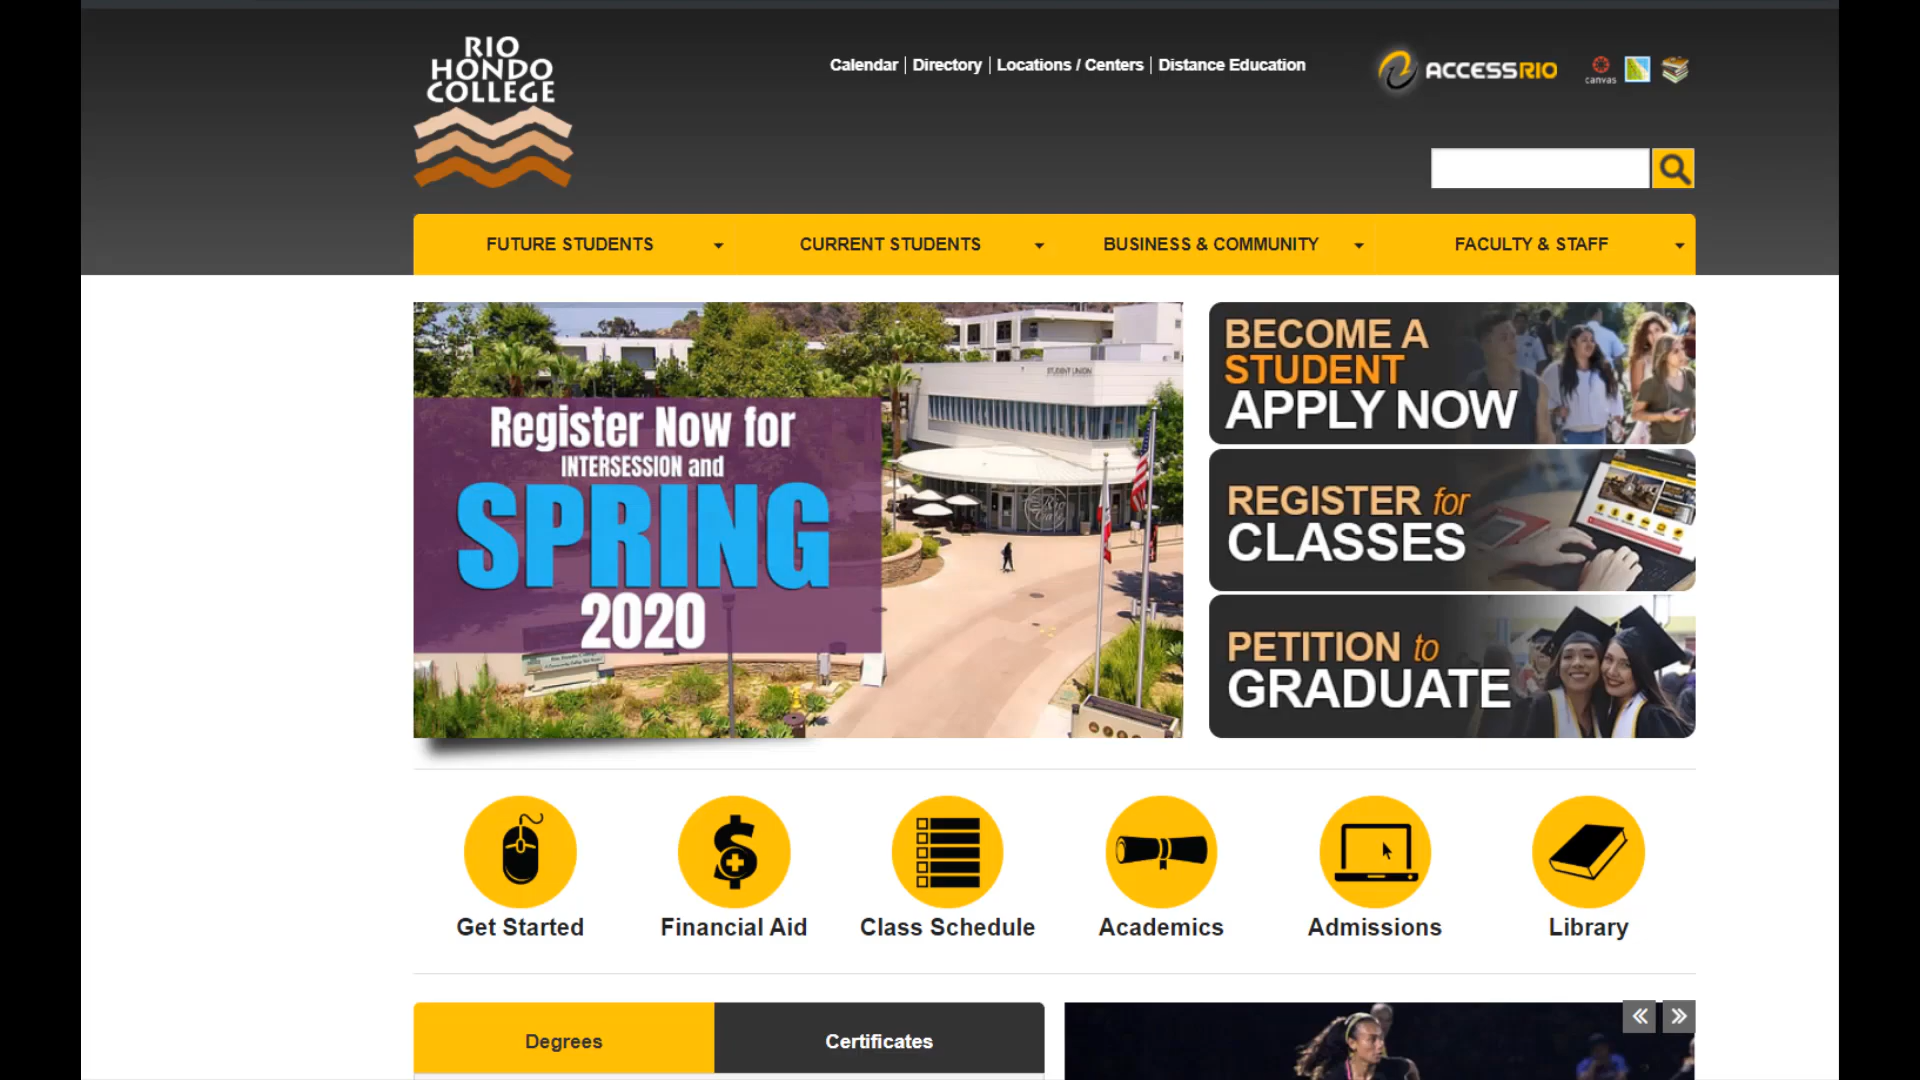 RIO
HONDO
COLLEGE
Calendar | Directory | Locations / Centers | Distance Education
ACCESSRIO
canvas
FUTURE STUDENTS
CURRENT STUDENTS
BUSINESS & COMMUNITY
FACULTY & STAFF
STUDENT UNION
Register Now for
INTERSESSION and
SPRING
2020
BECOME A
STUDENT
APPLY NOW
REGISTER for
CLASSES
PETITION to
GRADUATE
Get Started
Financial Aid
Class Schedule
Academics
Admissions
Library
Degrees
Certificates